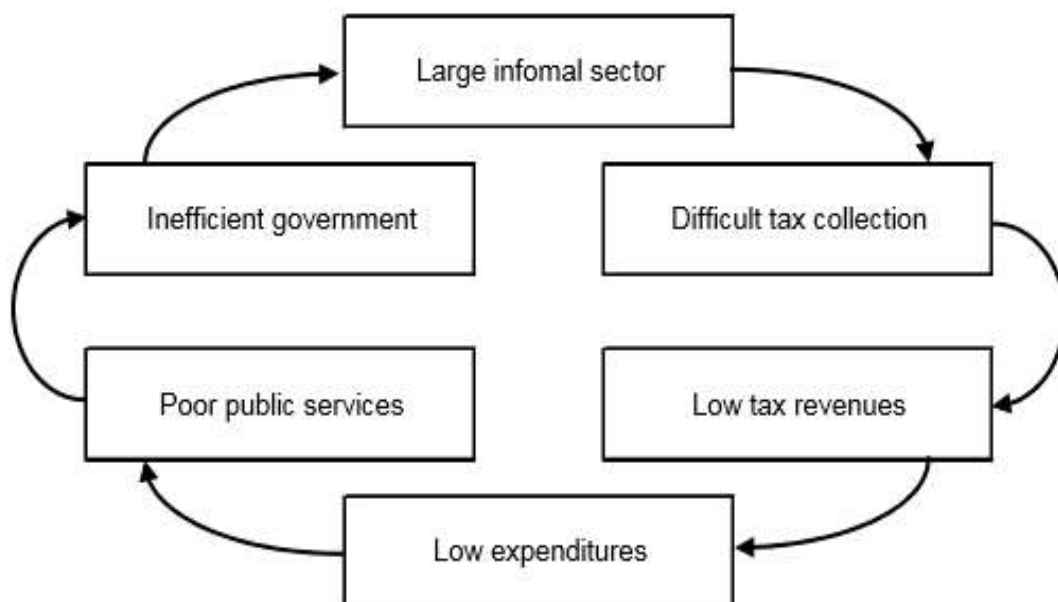 Large infomal sector
Inefficient government
Difficult tax collection
Poor public services
Low tax revenues
Low expenditures